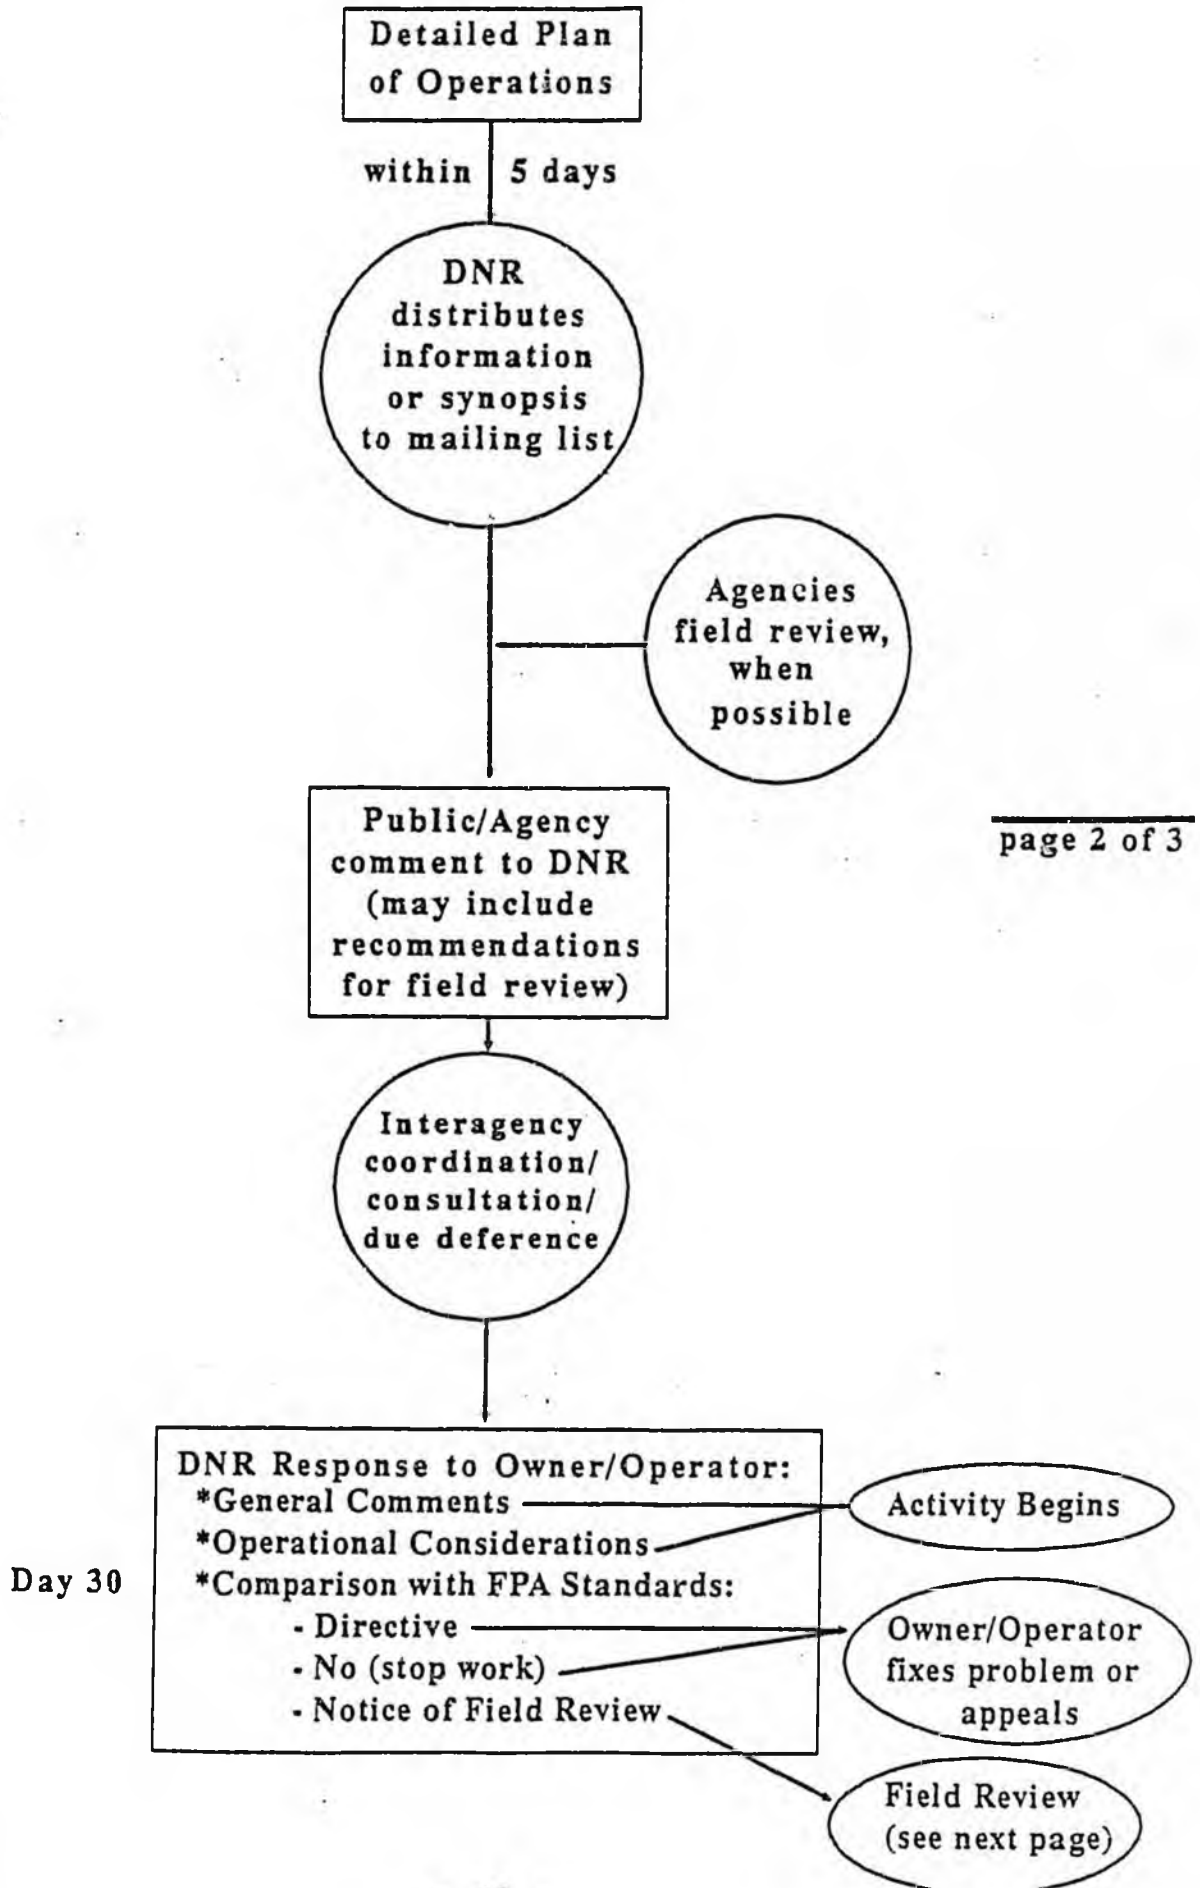 Detailed Plan
of Operations
within 5 days
DNR
distributes
information
or synopsis
to mailing list
Agencies
field review,
when
possible
Public/Agency
comment to DNR
(may include
recommendations
for field review)
page 2 of 3
Interagency
coordination/
consultation/
due deference
Day 30
DNR Response to Owner/Operator:
*General Comments
*Operational Considerations
*Comparison with FPA Standards:
- Directive
- No (stop work)
- Notice of Field Review
Activity Begins
Owner/Operator
fixes problem or
appeals
Field Review
(see next page)